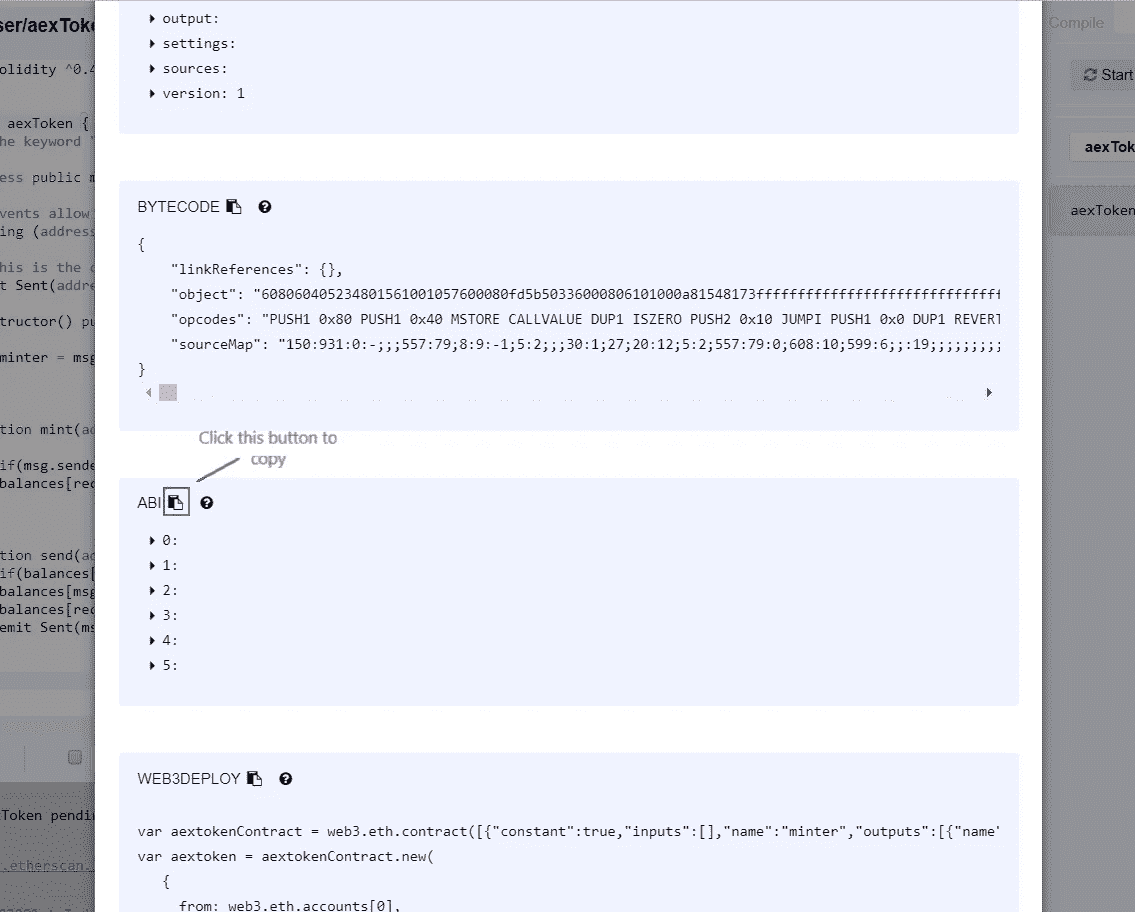 output:
settings:
sources:
version: 1
BYTECODE
{
"linkReferences": {},
"object": "608060405234801561001057600080fd5b50336000806101000a81548173ffffffffffffffffffffffffffffff
"opcodes": "PUSH1 0x80 PUSH1 0x40 MSTORE CALLVALUE DUP1 ISZERO PUSH2 0x10 JUMPI PUSH1 0x0 DUP1 REVERT
"sourceMap": "150:931:0:-;;;557:79;8:9:-1;5:2;;;30:1;27;20:12;5:2;557:79:0;608:10;599:6;;:19;;;;;;;;;;
}
Click this button to
copy
ABI
0:
1:
2:
3:
4:
5:
WEB3DEPLOY
var aextokenContract = web3.eth.contract([{"constant":true,"inputs":[],"name":"minter","outputs":[{"name"
var aextoken = aextokenContract.new(
{
from: web3.eth.accounts[0],
ser/aexToke
olidity ^0.4
aexToken {
he keyword "
ess public m
vents allow
ing (address
his is the c
t Sent(addre
tructor() pu
minter = msg
tion mint(ad
if(msg.sende
balances[rec
tion send(ad
if(balances[
balances[msg
balances[rec
emit Sent(ms
Token pendin
.etherscan.
Compile
Start
aexTok
aexToken